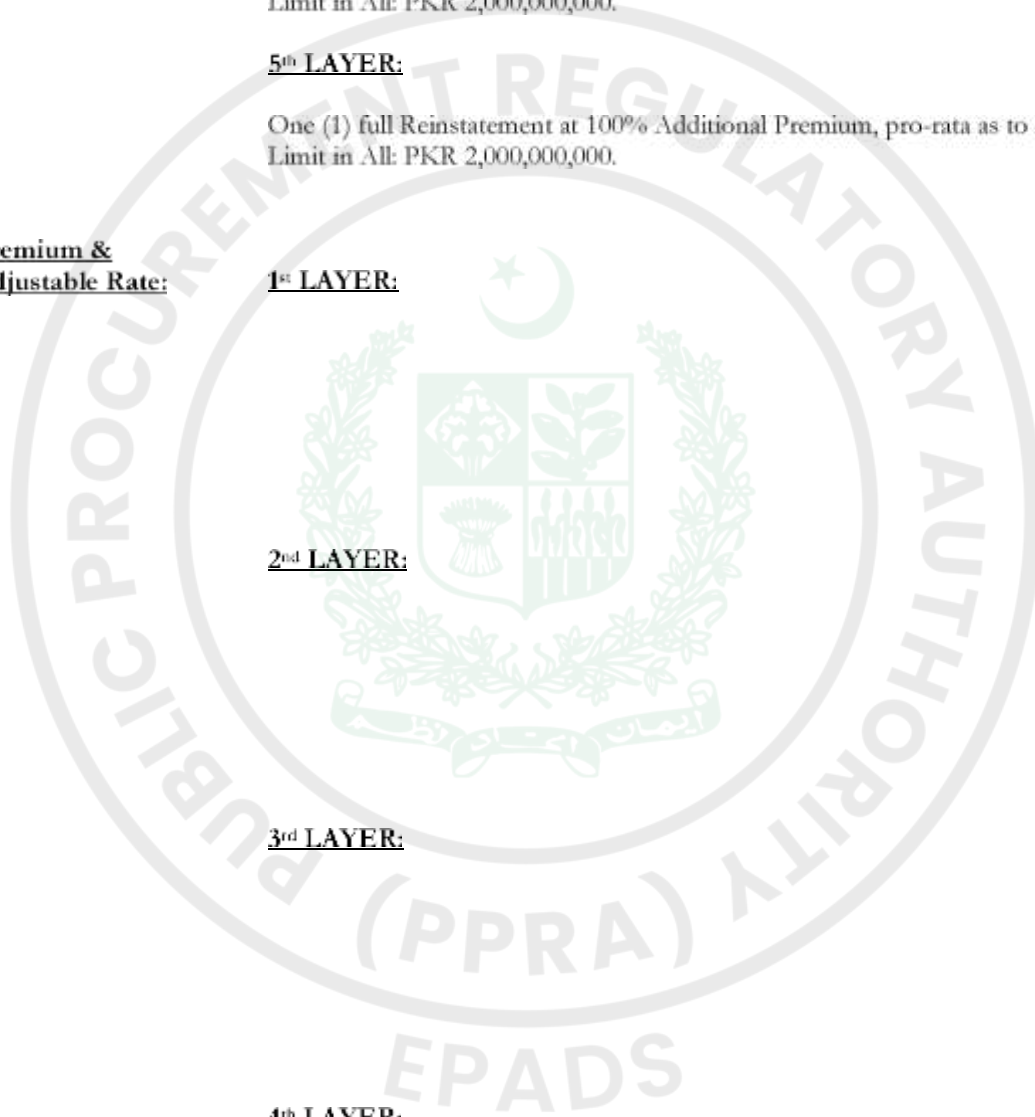 Limit in All: PKR 2,000,000,000.
5th LAYER:
One (1) full Reinstatement at 100% Additional Premium, pro-rata as to
Limit in All: PKR 2,000,000,000.
emium &
djustable Rate:
1st LAYER:
2nd LAYER:
3rd LAYER:
4th LAYER:
PUBLIC PROCUREMENT REGULATORY AUTHORITY
(PPRA)
EPADS